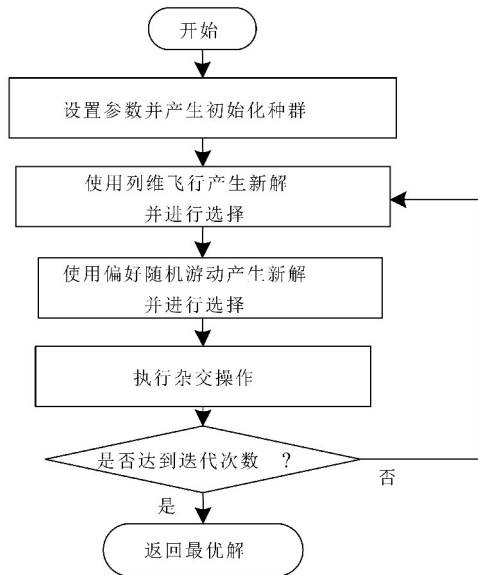 开始
设置参数并产生初始化种群
使用列维飞行产生新解
并进行选择
使用偏好随机游动产生新解
并进行选择
执行杂交操作
是否达到迭代次数 ?
否
是
返回最优解